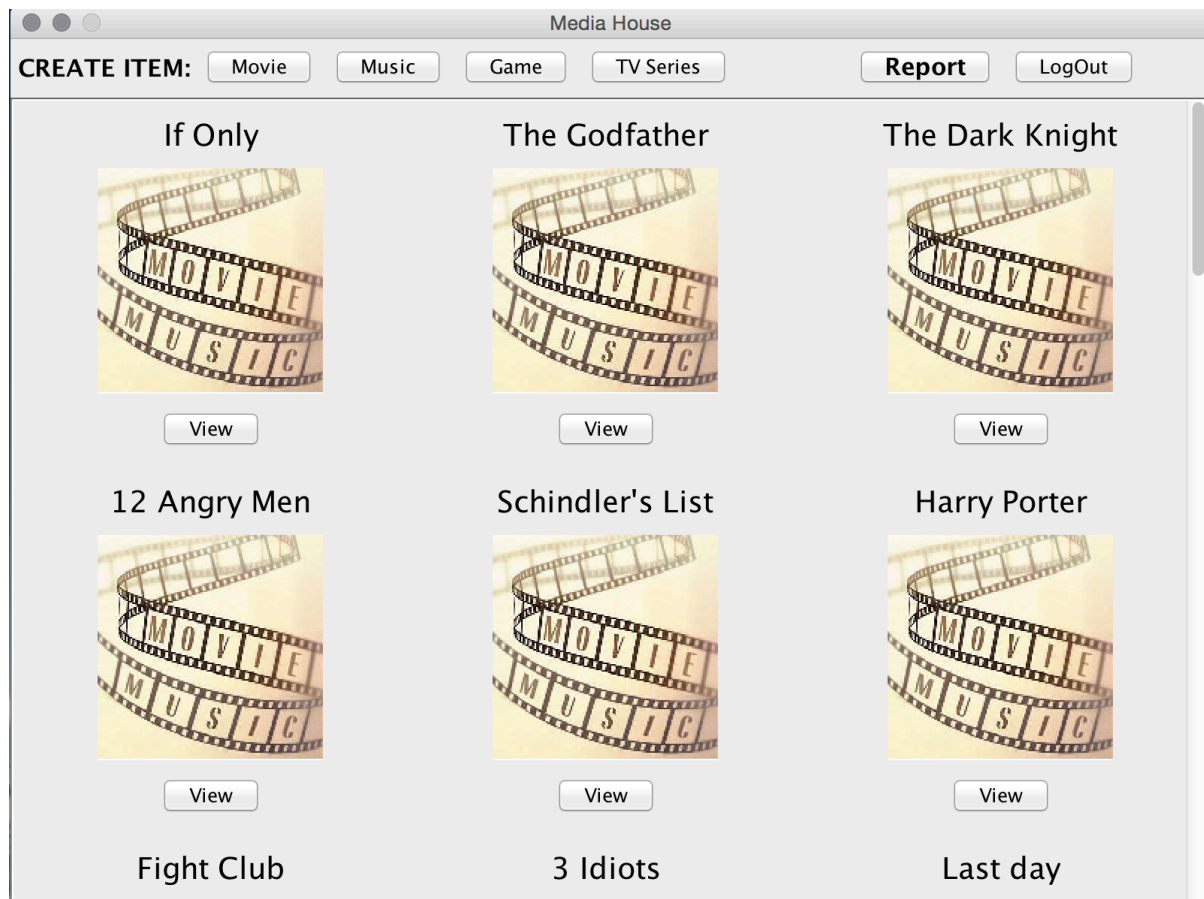 Media House
CREATE ITEM: Movie Music Game TV Series Report LogOut
If Only The Godfather The Dark Knight
MOVIE MOVIE MOVIE
MUSIC MUSIC MUSIC
View View View
12 Angry Men Schindler's List Harry Porter
MOVIE MOVIE MOVIE
MUSIC MUSIC MUSIC
View View View
Fight Club 3 Idiots Last day